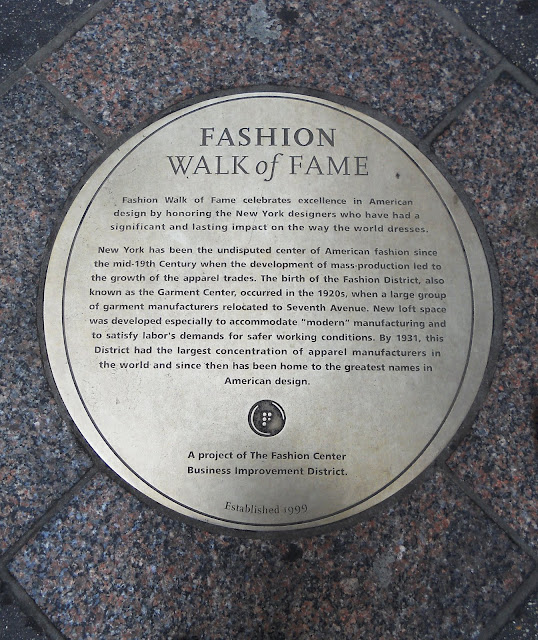 FASHION
WALK of FAME
Fashion Walk of Fame celebrates excellence in American
design by honoring the New York designers who have had a
significant and lasting impact on the way the world dresses.
New York has been the undisputed center of American fashion since
the mid-19th Century when the development of mass-production led to
the growth of the apparel trades. The birth of the Fashion District, also
known as the Garment Center, occurred in the 1920s, when a large group
of garment manufacturers relocated to Seventh Avenue. New loft space
was developed especially to accommodate "modern" manufacturing and
to satisfy labor's demands for safer working conditions. By 1931, this
District had the largest concentration of apparel manufacturers in
the world and since then has been home to the greatest names in
American design.
A project of The Fashion Center
Business Improvement District.
Established 1999